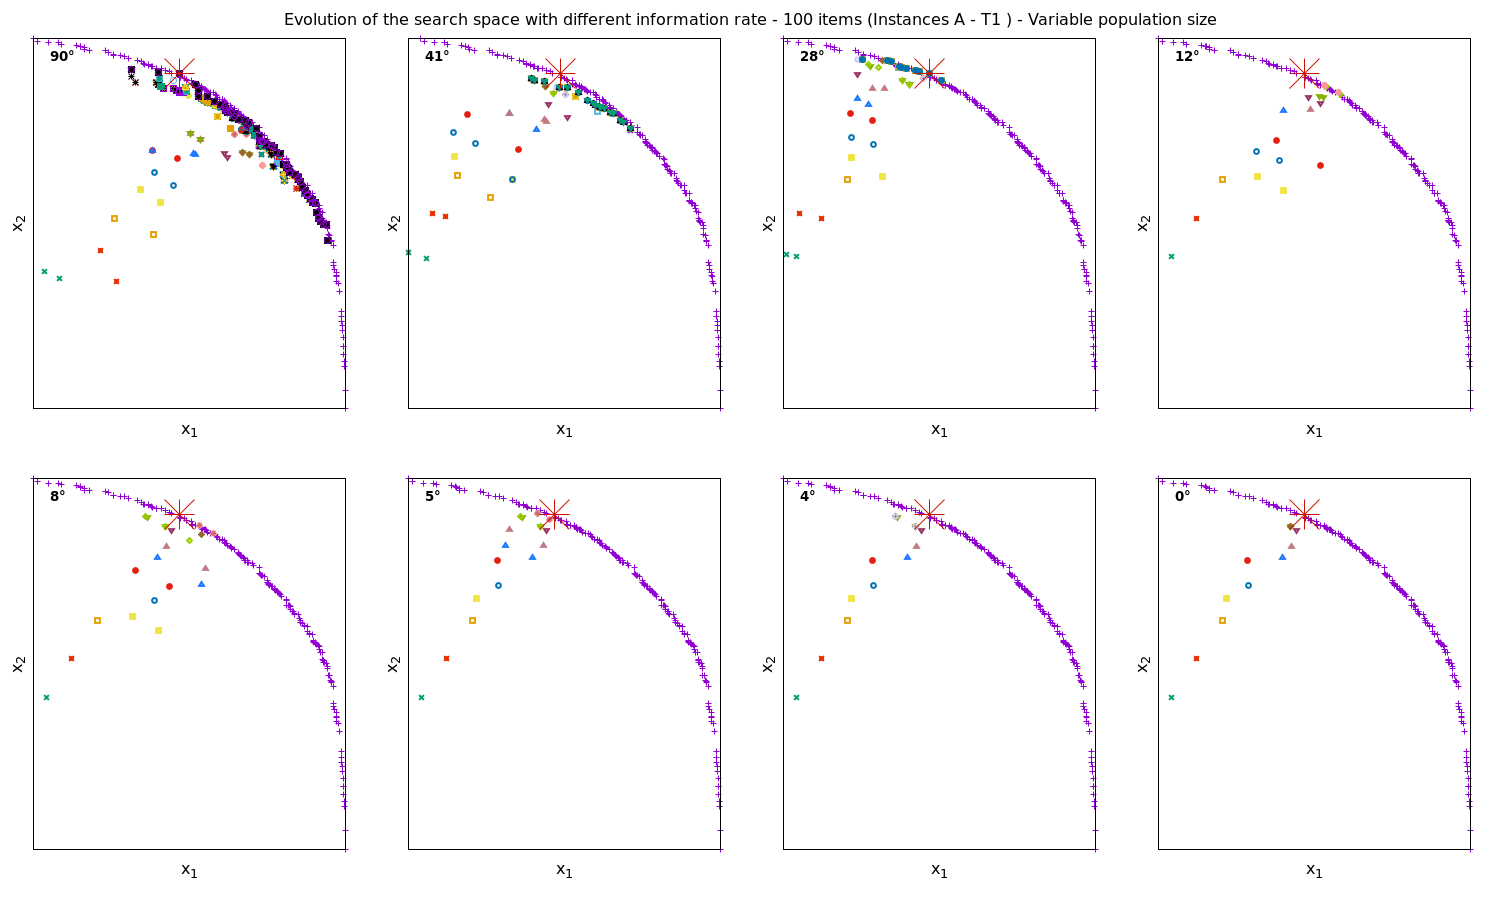 Evolution of the search space with different information rate - 100 items (Instances A - T1 ) - Variable population size
90°
41°
28°
12°
x₂
x₂
x₂
x₂
x₁
x₁
x₁
x₁
8°
5°
4°
0°
x₂
x₂
x₂
x₂
x₁
x₁
x₁
x₁